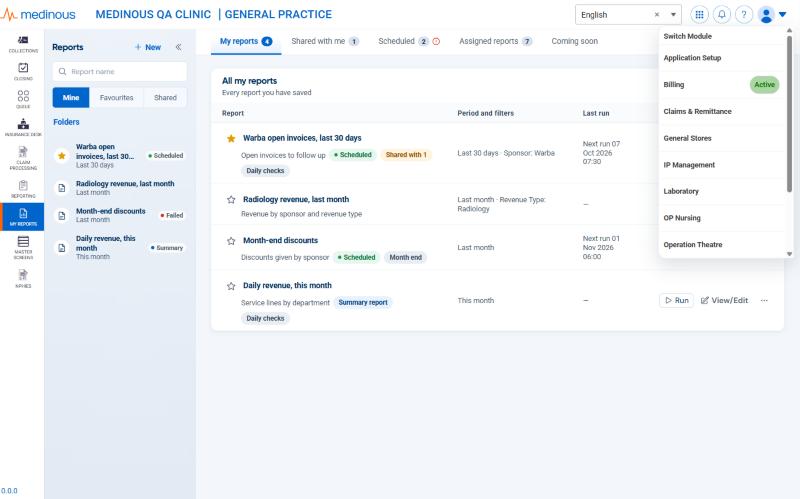 medinous
MEDINOUS QA CLINIC | GENERAL PRACTICE
English
COLLECTIONS
CLOSING
QUEUE
INSURANCE DESK
CLAIM PROCESSING
REPORTING
MY REPORTS
MASTER SCREENS
NPHIES
0.0.0
Reports
+ New
Report name
Mine
Favourites
Shared
Folders
Warba open
invoices, last 30...
Last 30 days
Scheduled
Radiology revenue, last month
Last month
Month-end discounts
Last month
Failed
Daily revenue, this
month
This month
Summary
My reports 4
Shared with me 1
Scheduled 2
Assigned reports 7
Coming soon
All my reports
Every report you have saved
Report
Period and filters
Last run
Warba open invoices, last 30 days
Open invoices to follow up
Scheduled
Shared with 1
Daily checks
Last 30 days · Sponsor: Warba
Next run 07
Oct 2026
07:30
Radiology revenue, last month
Revenue by sponsor and revenue type
Last month · Revenue Type:
Radiology
–
Month-end discounts
Discounts given by sponsor
Scheduled
Month end
Last month
Next run 01
Nov 2026
06:00
Daily revenue, this month
Service lines by department
Summary report
Daily checks
This month
–
Run
View/Edit
...
Switch Module
Application Setup
Billing
Active
Claims & Remittance
General Stores
IP Management
Laboratory
OP Nursing
Operation Theatre